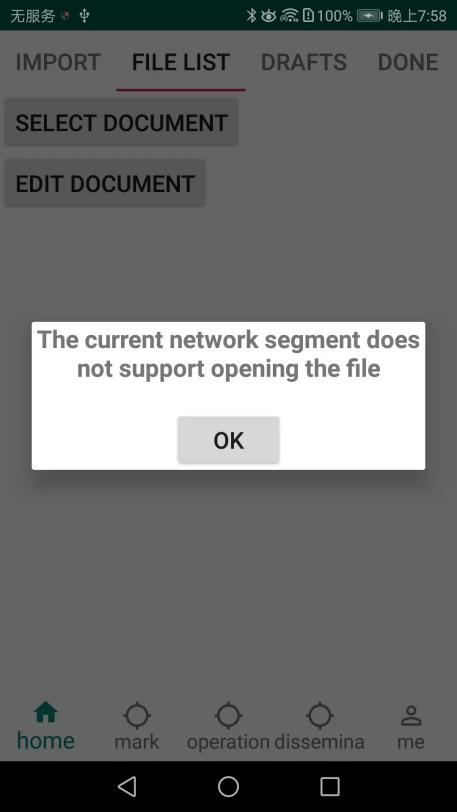 无服务 100% 晚上7:58
IMPORT FILE LIST DRAFTS DONE
SELECT DOCUMENT
EDIT DOCUMENT
The current network segment does
not support opening the file
OK
home mark operation dissemina me